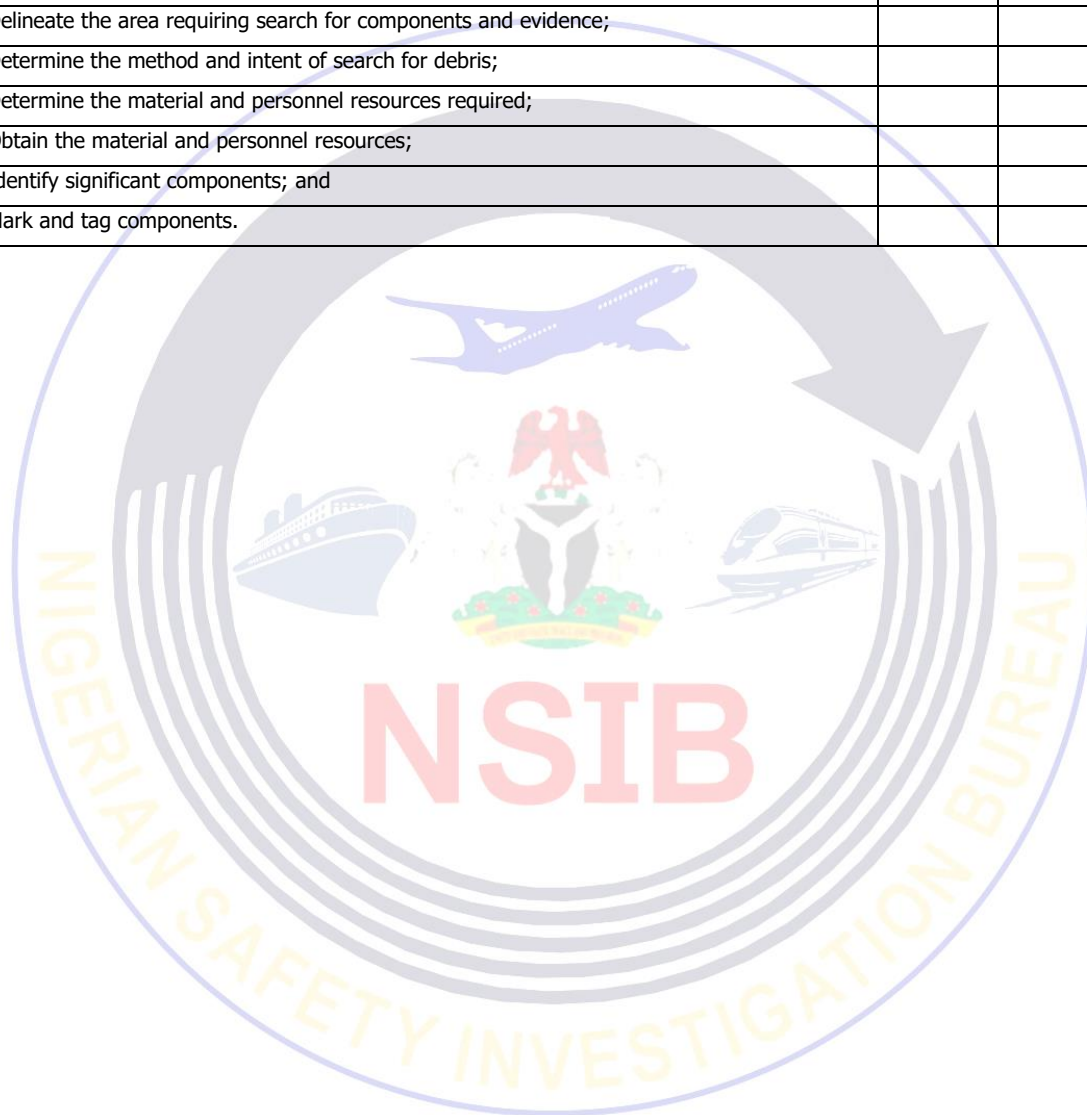 elineate the area requiring search for components and evidence;
etermine the method and intent of search for debris;
etermine the material and personnel resources required;
btain the material and personnel resources;
dentify significant components; and
ark and tag components.
NSIB
NIGERIAN SAFETY INVESTIGATION BUREAU